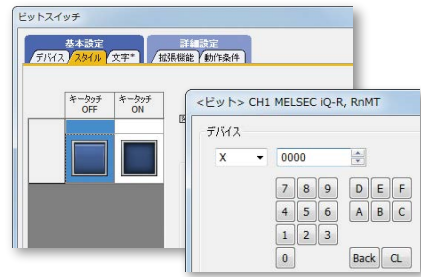 ビットスイッチ
基本設定
詳細設定
デバイス
スタイル
文字*
拡張機能
動作条件
キータッチ
OFF
キータッチ
ON
<ビット> CH1 MELSEC iQ-R, RnMT
デバイス
X
0000
7 8 9 D E F
4 5 6 A B C
1 2 3
0 Back CL